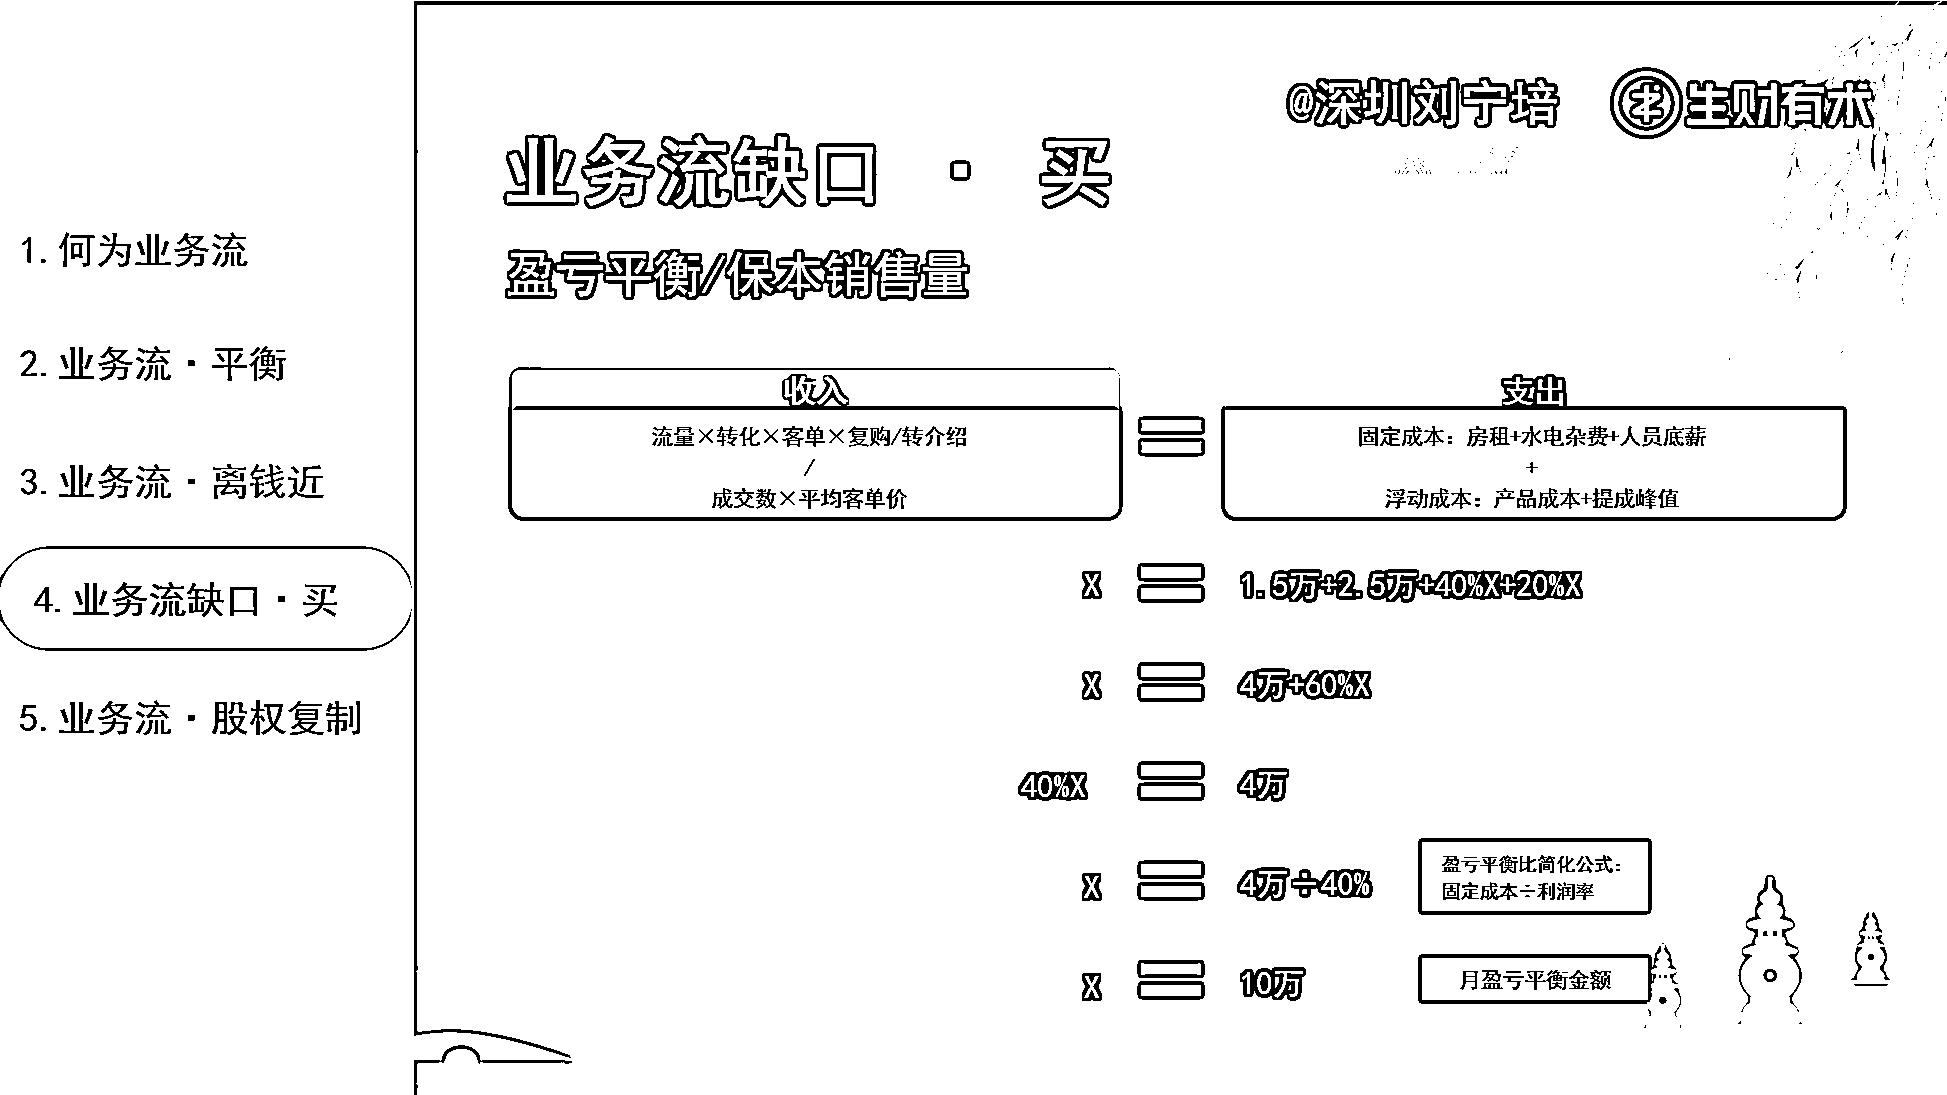 1.何为业务流
2.业务流·平衡
3.业务流·离钱近
4.业务流缺口·买
5.业务流·股权复制
@深圳刘宁培
生财有术
业务流缺口 · 买
盈亏平衡/保本销售量
收入
流量×转化×客单×复购/转介绍
/
成交数×平均客单价
=
支出
固定成本：房租+水电杂费+人员底薪
+
浮动成本：产品成本+提成峰值
X = 1.5万+2.5万+40%X+20%X
X = 4万+60%X
40%X = 4万
X = 4万÷40%
盈亏平衡比简化公式：
固定成本÷利润率
X = 10万
月盈亏平衡金额